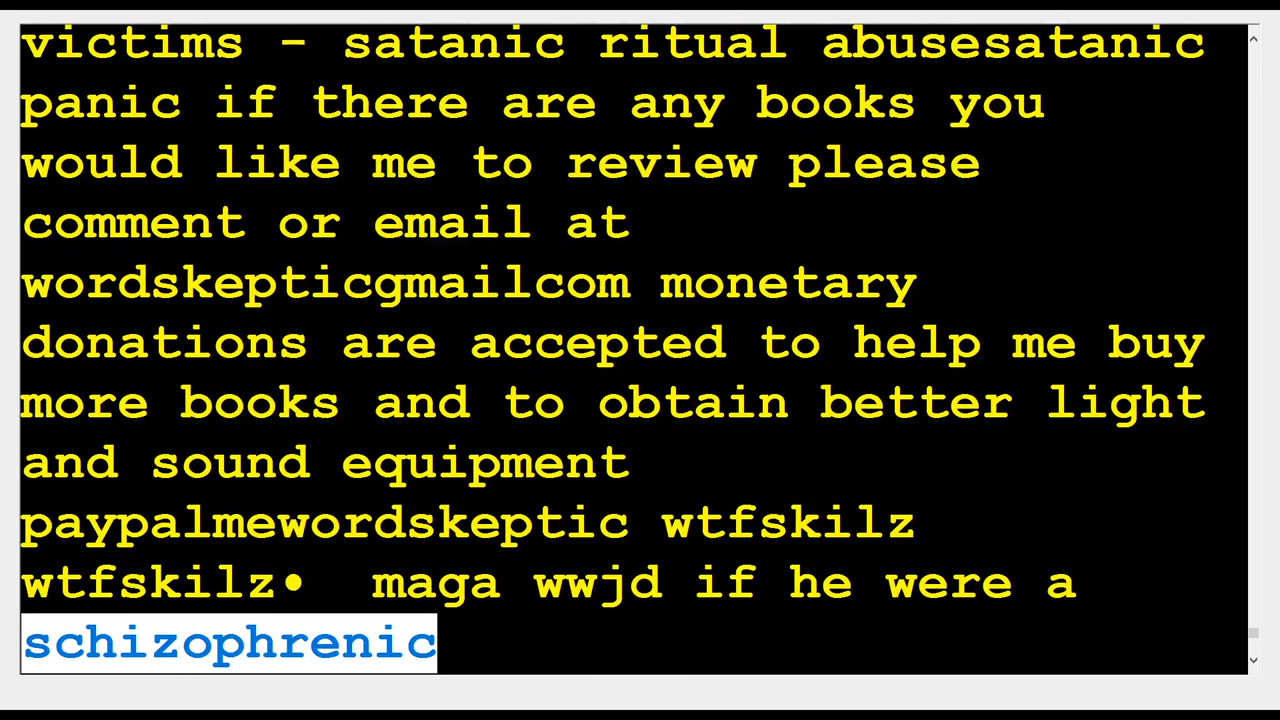 victims - satanic ritual abusesatanic
panic if there are any books you
would like me to review please
comment or email at
wordskepticgmailcom monetary
donations are accepted to help me buy
more books and to obtain better light
and sound equipment
paypalmewordskeptic wtfskilz
wtfskilz•  maga wwjd if he were a
schizophrenic